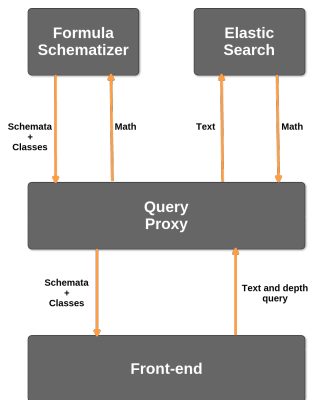 Formula
Schematizer
Elastic
Search
Schemata
+
Classes
Math
Text
Math
Query
Proxy
Schemata
+
Classes
Text and depth
query
Front-end